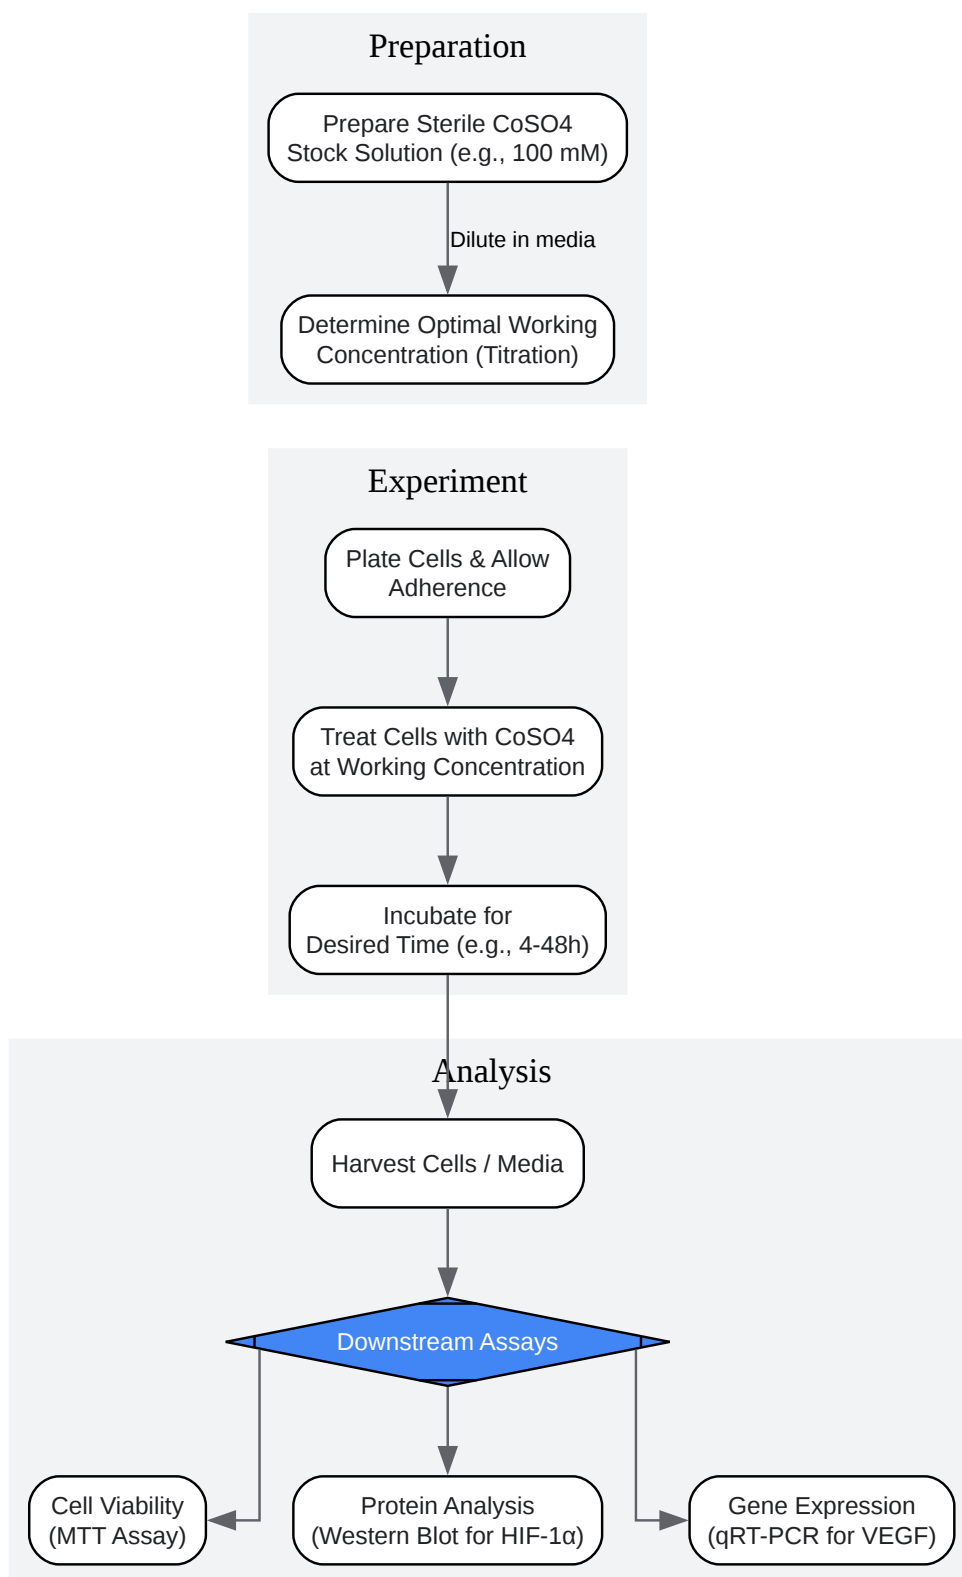 Preparation
Prepare Sterile CoSO4
Stock Solution (e.g., 100 mM)
Dilute in media
Determine Optimal Working
Concentration (Titration)
Experiment
Plate Cells & Allow
Adherence
Treat Cells with CoSO4
at Working Concentration
Incubate for
Desired Time (e.g., 4-48h)
Analysis
Harvest Cells / Media
Downstream Assays
Cell Viability
(MTT Assay)
Protein Analysis
(Western Blot for HIF-1α)
Gene Expression
(qRT-PCR for VEGF)